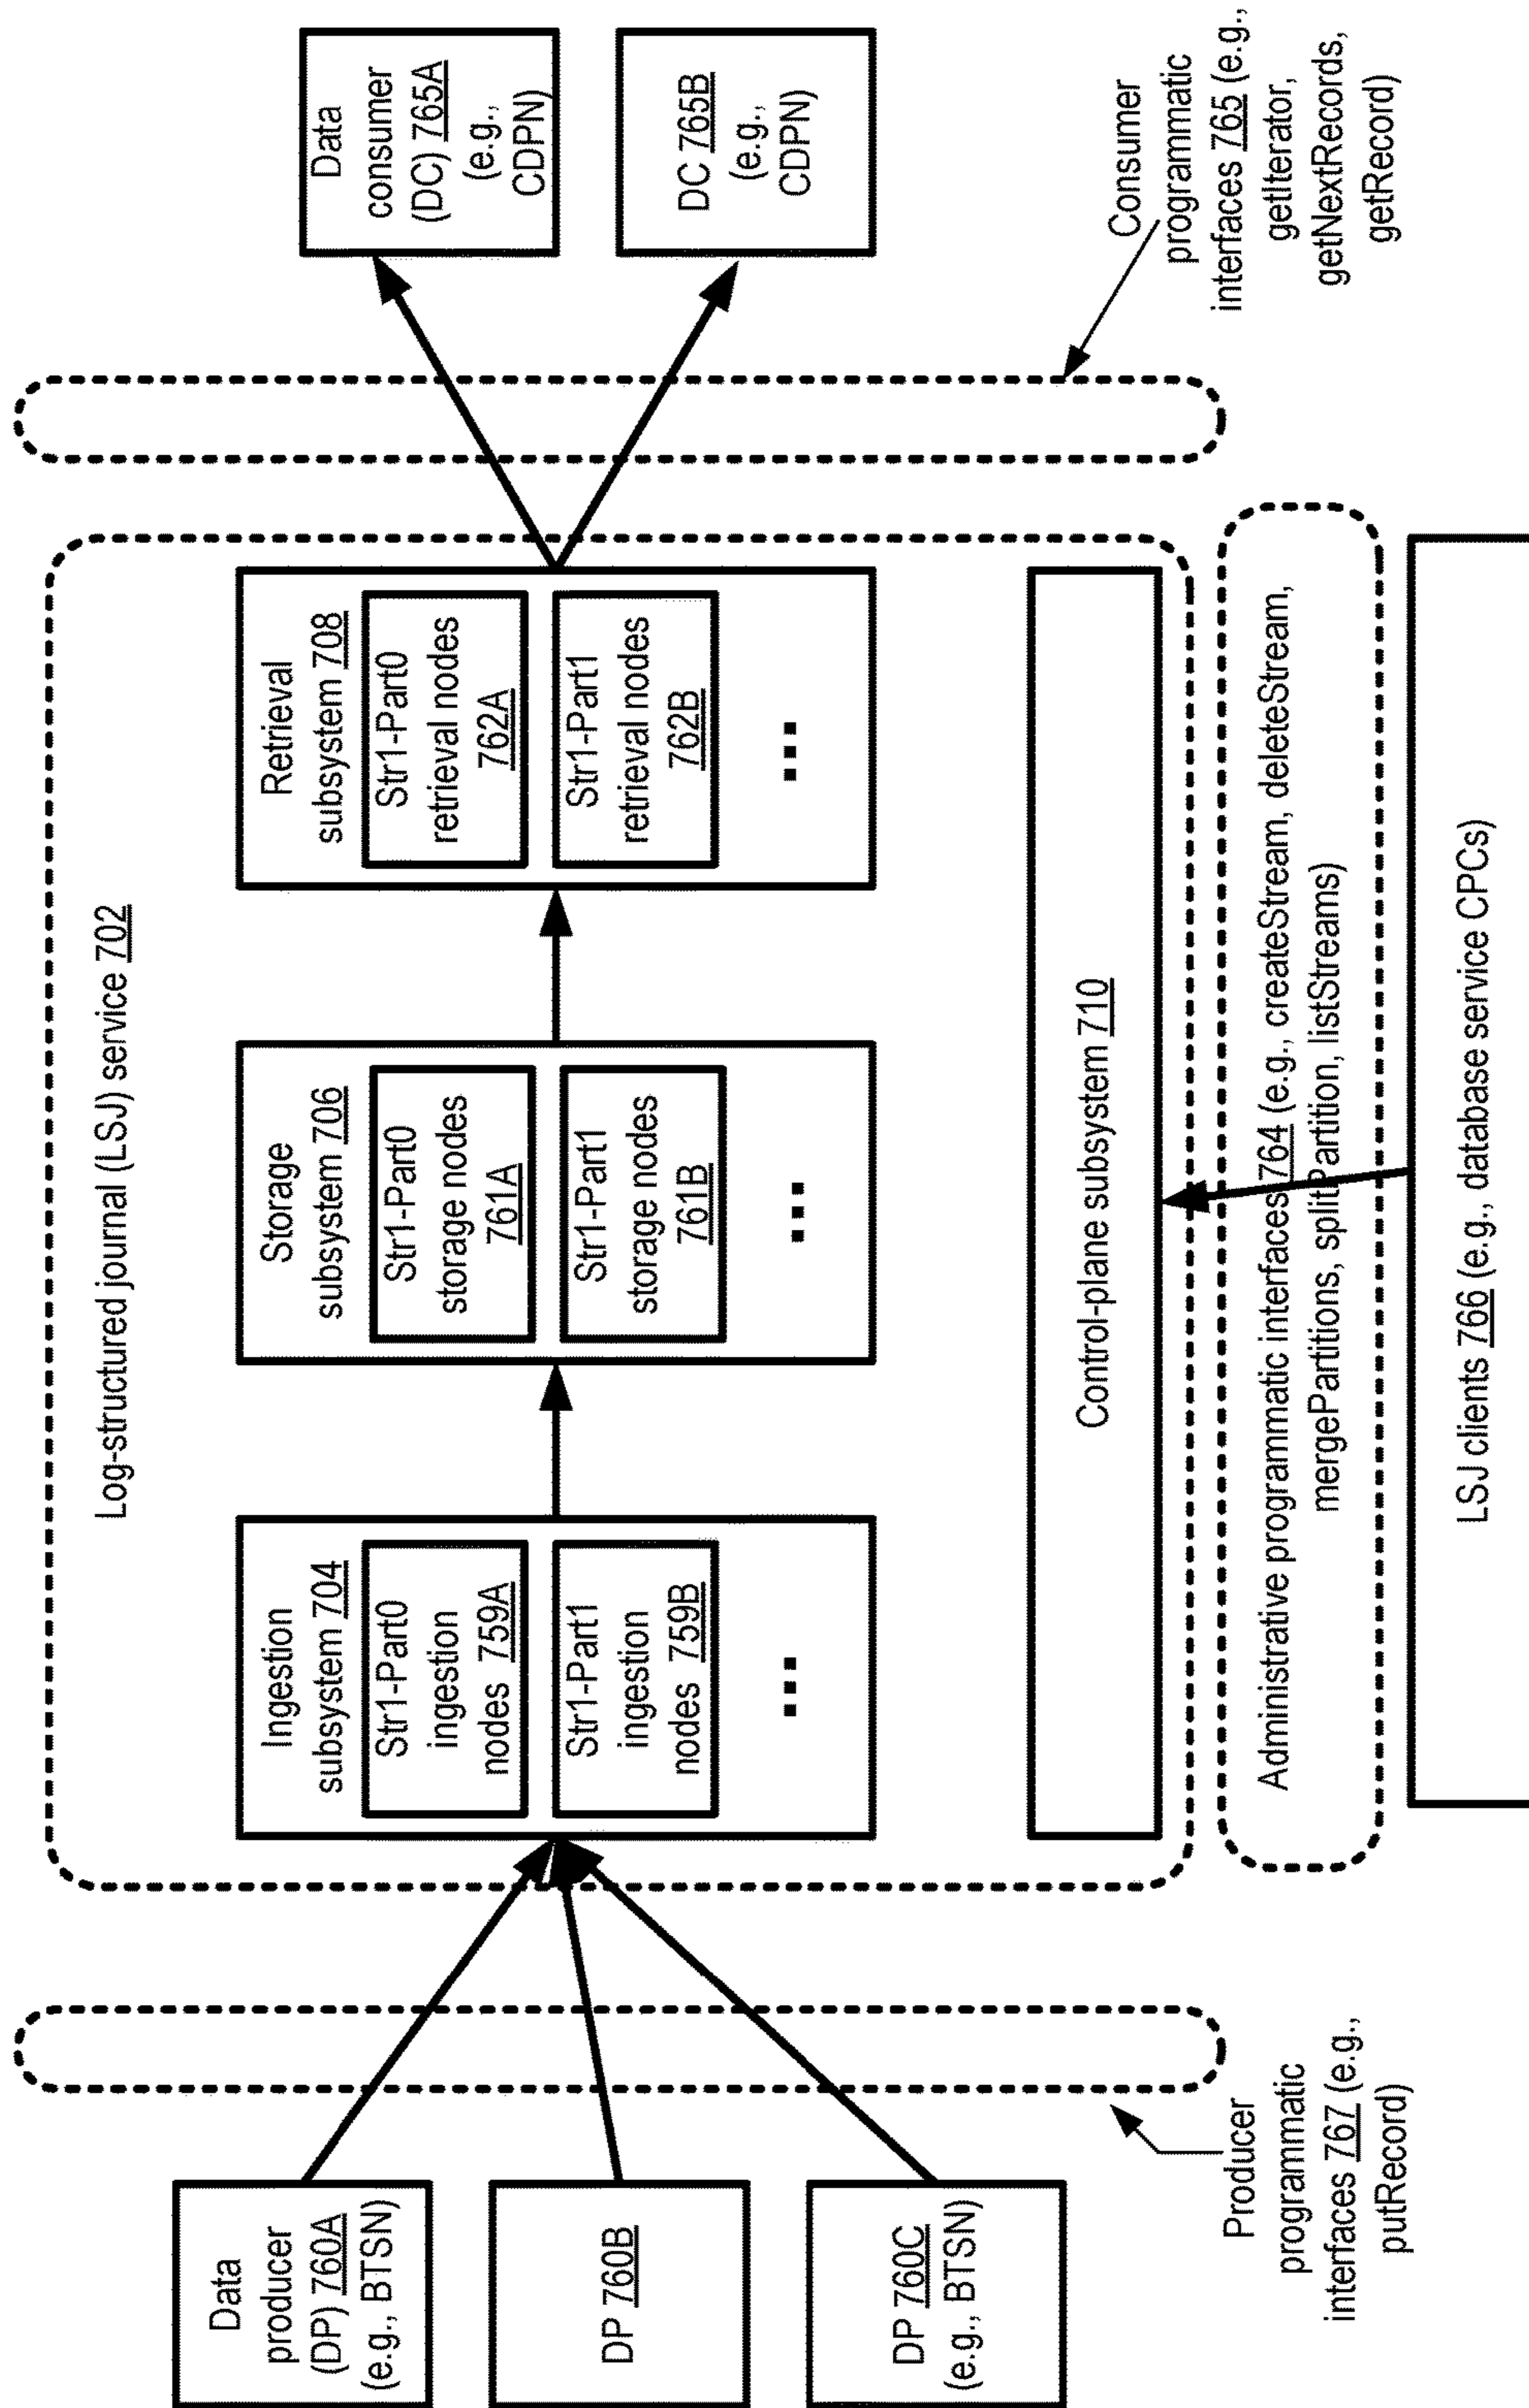 Log-structured journal (LSJ) service 702
Data
producer
(DP) 760A
(e.g., BTSN)
DP 760B
DP 760C
(e.g., BTSN)
Producer
programmatic
interfaces 767 (e.g.,
putRecord)
Ingestion
subsystem 704
Str1-Part0
ingestion
nodes 759A
Str1-Part1
ingestion
nodes 759B
...
Storage
subsystem 706
Str1-Part0
storage nodes
761A
Str1-Part1
storage nodes
761B
...
Retrieval
subsystem 708
Str1-Part0
retrieval nodes
762A
Str1-Part1
retrieval nodes
762B
...
Data
consumer
(DC) 765A
(e.g.,
CDPN)
DC 765B
(e.g.,
CDPN)
Consumer
programmatic
interfaces 765 (e.g.,
getIterator,
getNextRecords,
getRecord)
Control-plane subsystem 710
Administrative programmatic interfaces 764 (e.g., createStream, deleteStream,
mergePartitions, splitPartition, listStreams)
LSJ clients 766 (e.g., database service CPCs)